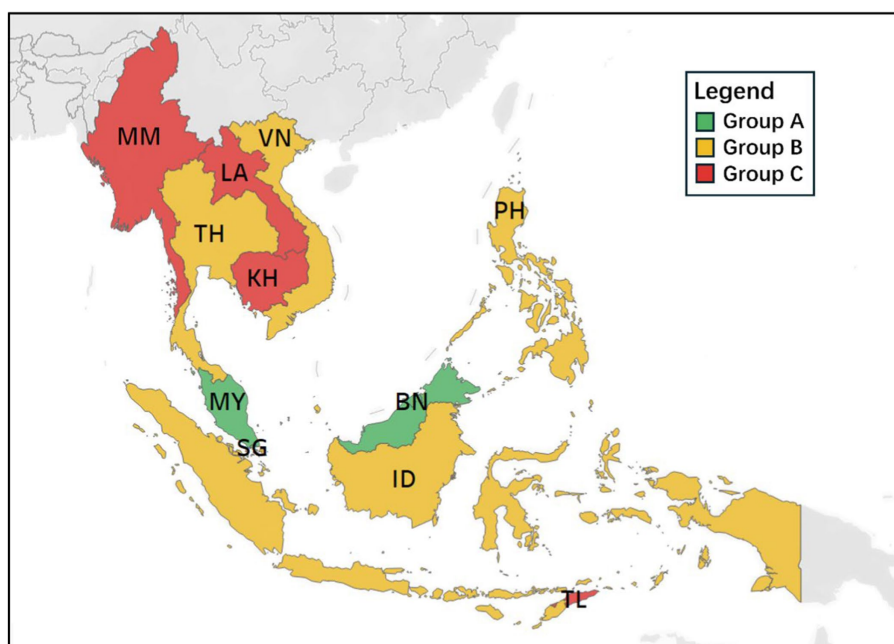 Legend
Group A
Group B
Group C
MM
VN
LA
TH
PH
KH
MY
BN
SG
ID
TL